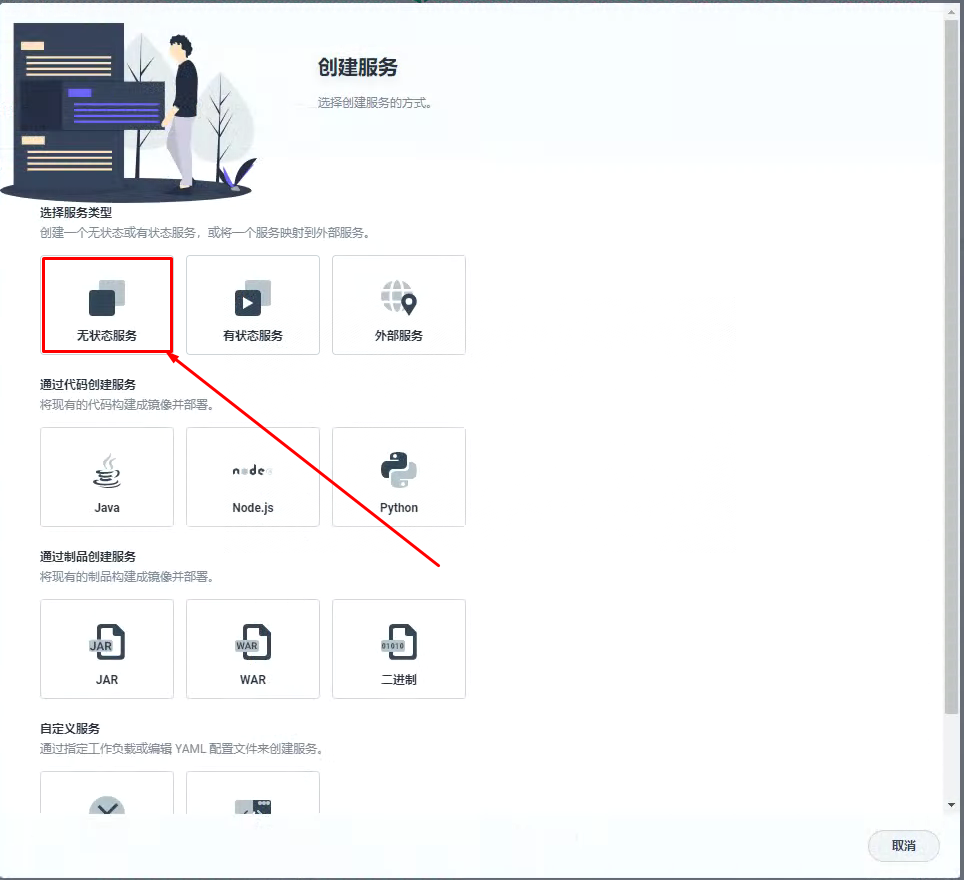 创建服务
选择创建服务的方式。
选择服务类型
创建一个无状态或有状态服务，或将一个服务映射到外部服务。
无状态服务
有状态服务
外部服务
通过代码创建服务
将现有的代码构建成镜像并部署。
node
Java
Node.js
Python
通过制品创建服务
将现有的制品构建成镜像并部署。
JAR
WAR
01010
JAR
WAR
二进制
自定义服务
通过指定工作负载或编辑 YAML 配置文件来创建服务。
取消